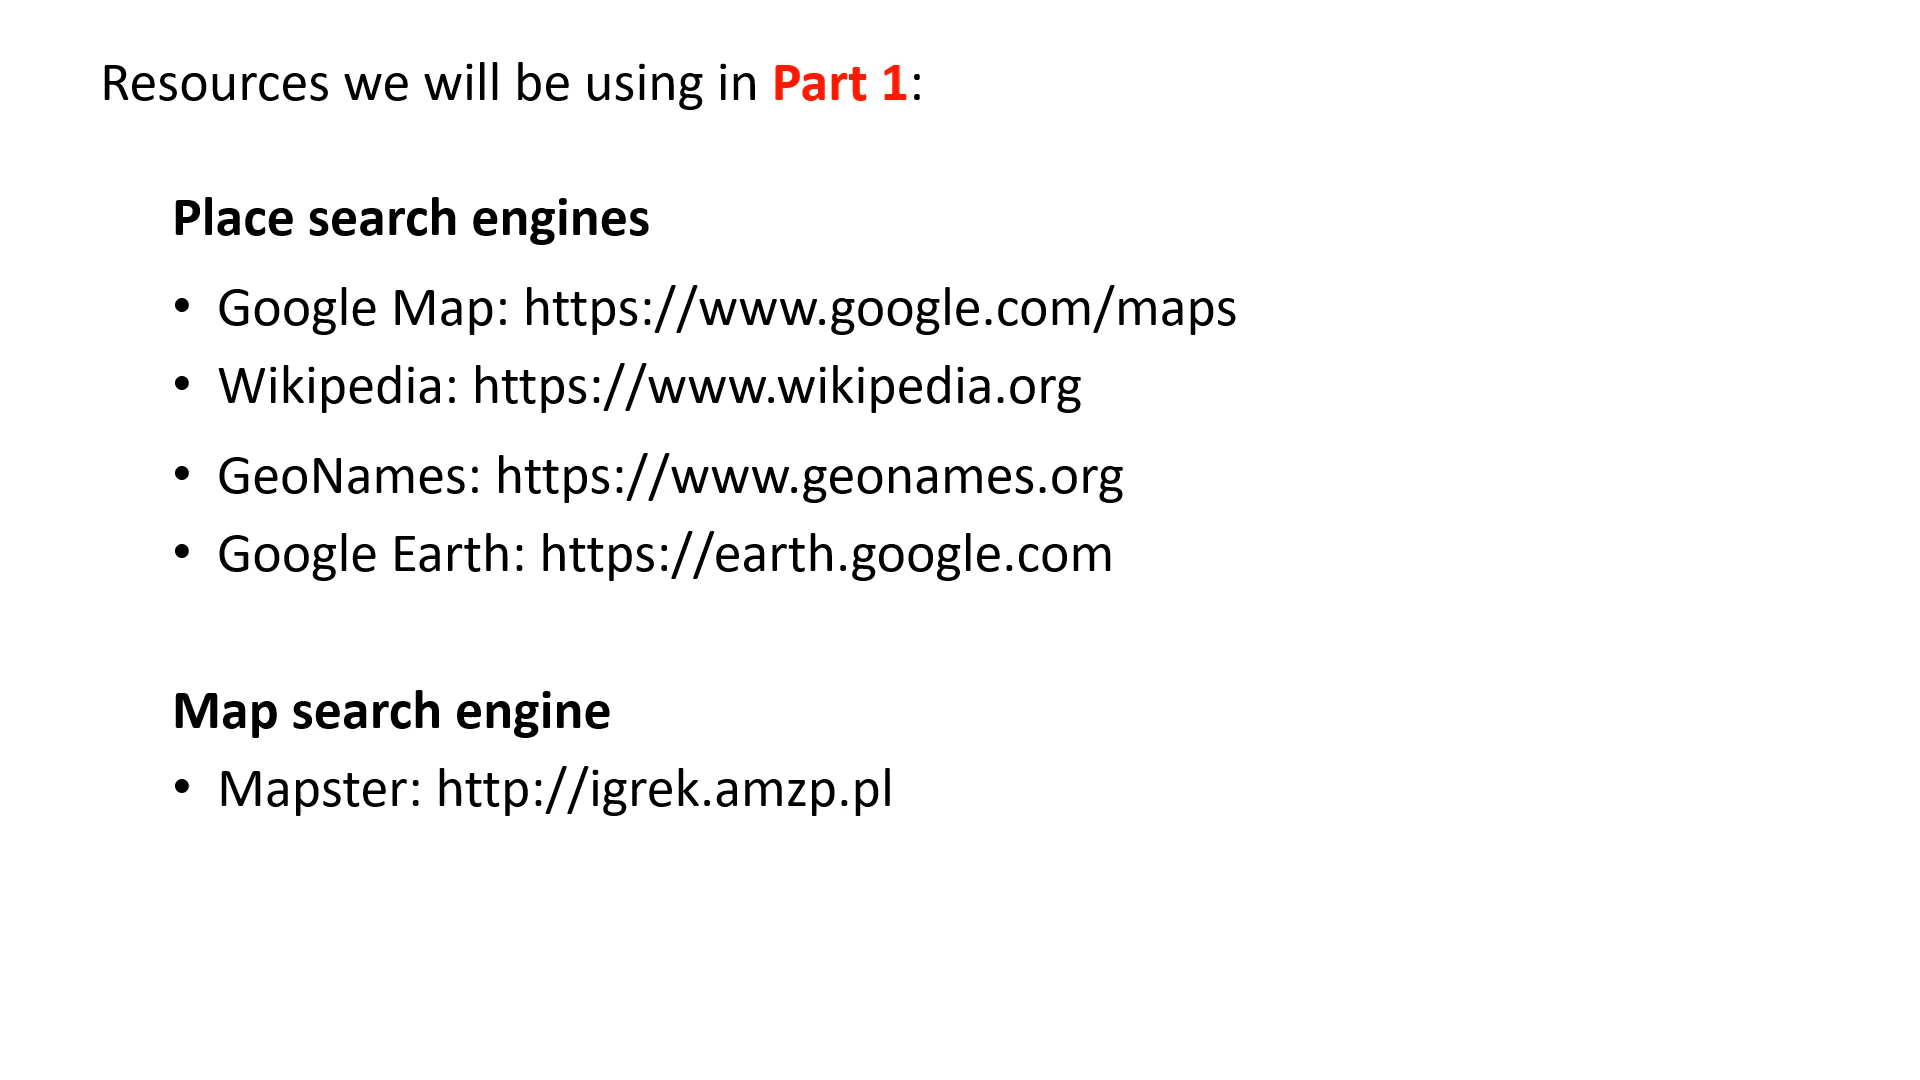 Resources we will be using in Part 1:
Place search engines
• Google Map: https://www.google.com/maps
• Wikipedia: https://www.wikipedia.org
• GeoNames: https://www.geonames.org
• Google Earth: https://earth.google.com
Map search engine
• Mapster: http://igrek.amzp.pl